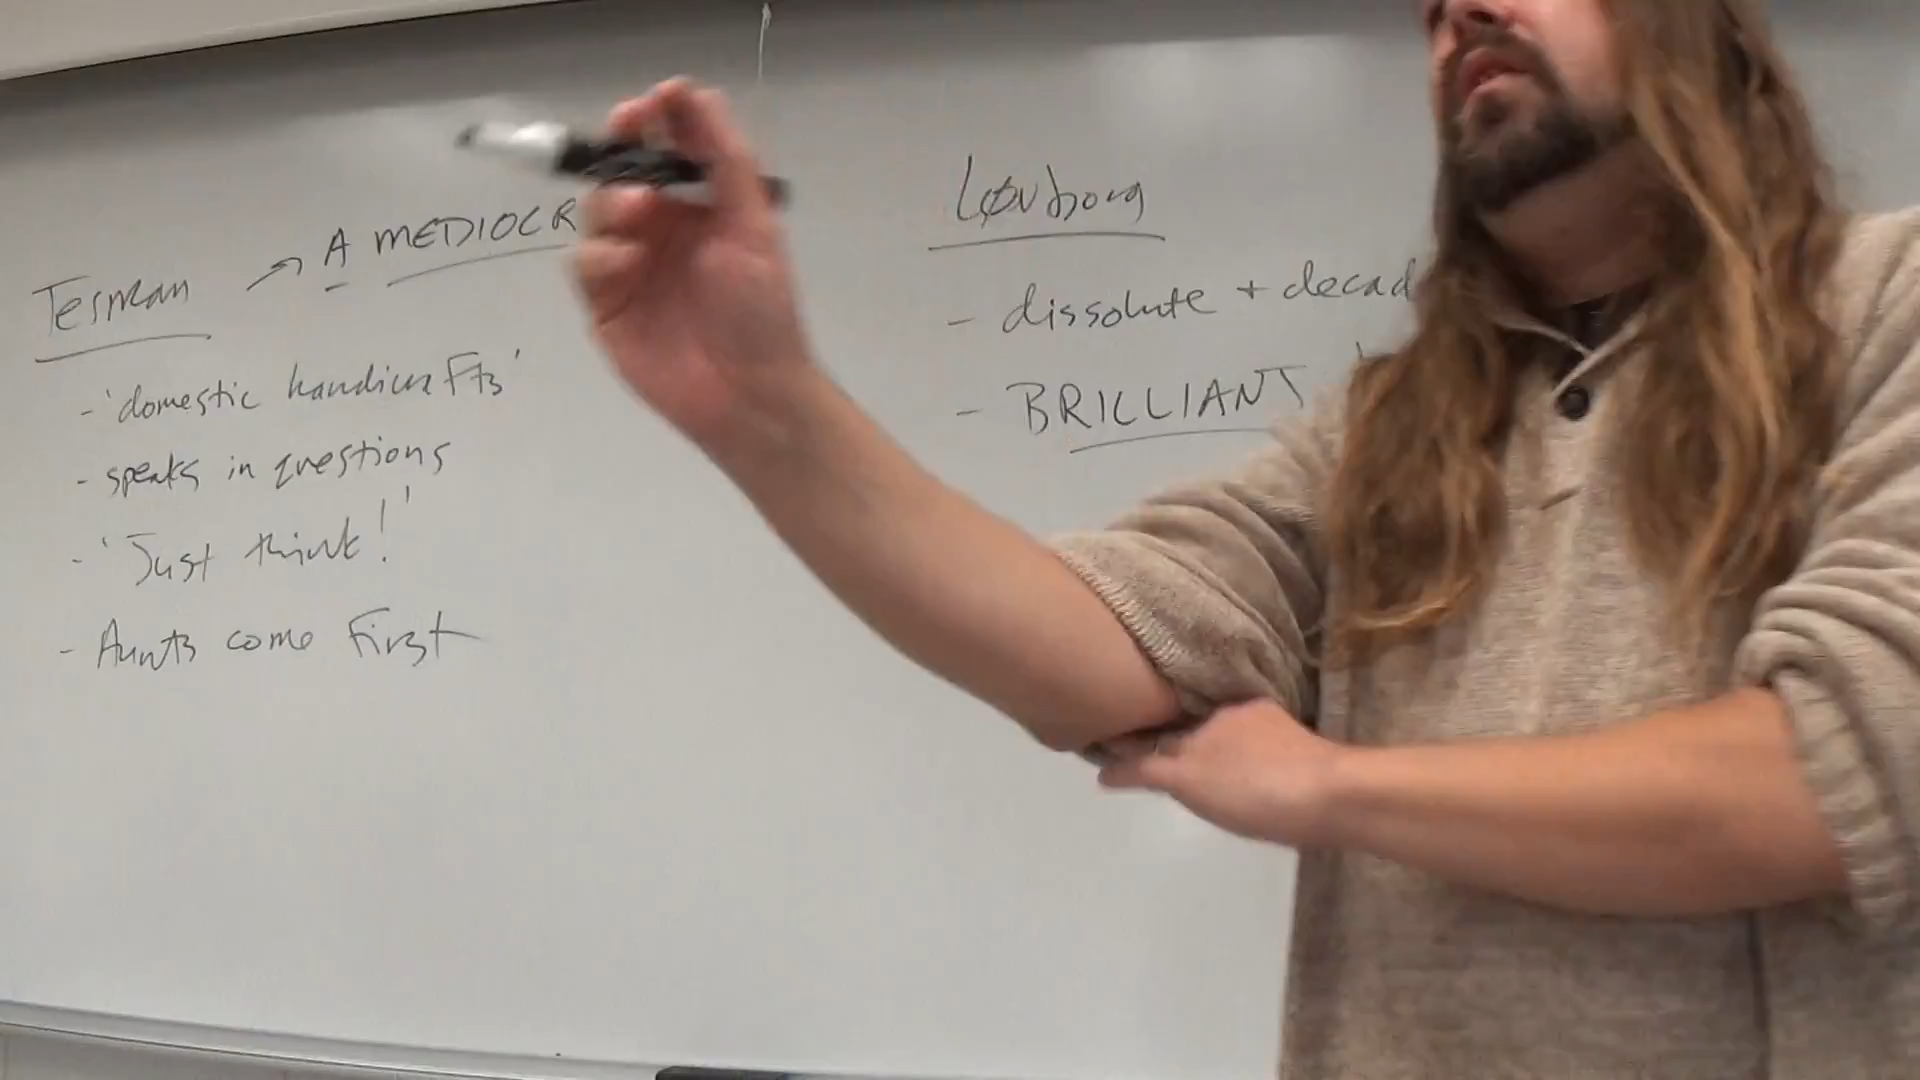 Tesman → A MEDIOCR
- 'domestic handicrafts'
- speaks in questions
- 'Just think!'
- Aunts come first
Løvborg
- dissolute + decad
- BRILLIANT